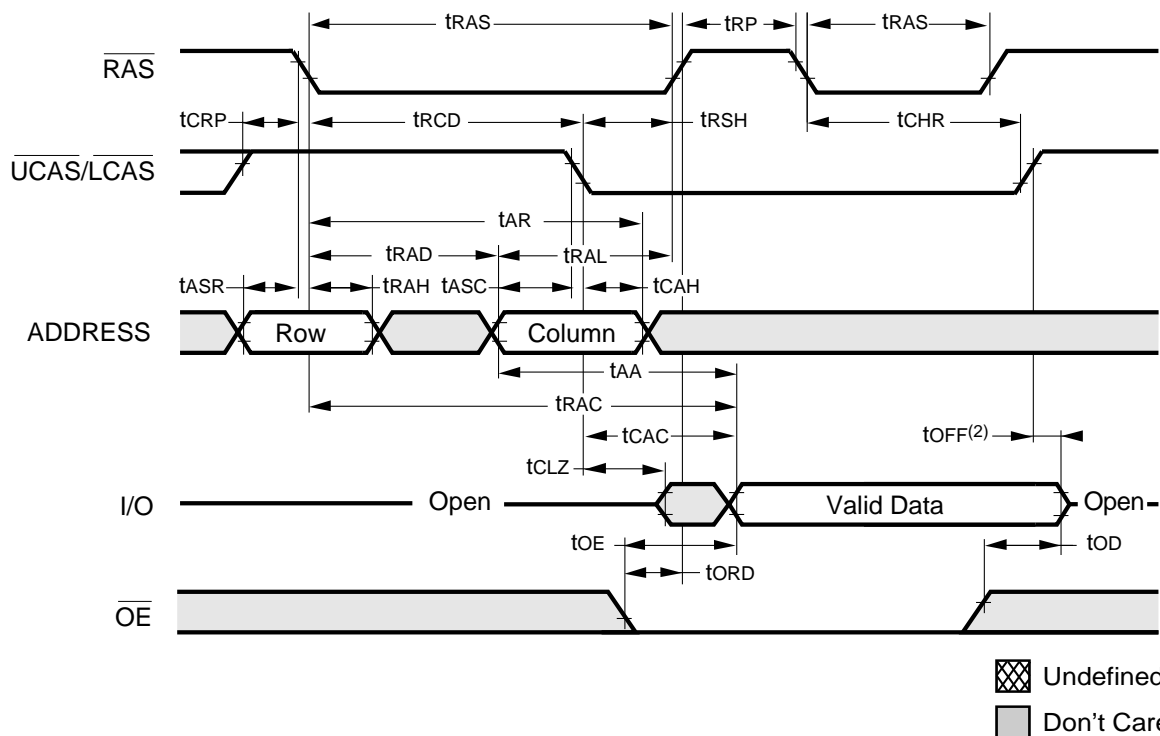 tRAS tRP tRAS
RAS
tCRP tRCD tRSH tCHR
UCAS/LCAS
tAR
tRAD tRAL
tASR tRAH tASC tCAH
ADDRESS Row Column
tAA
tRAC
tCAC tOFF(2)
tCLZ
I/O Open Valid Data Open
tOE tOD
tORD
OE
Undefined
Don't Care